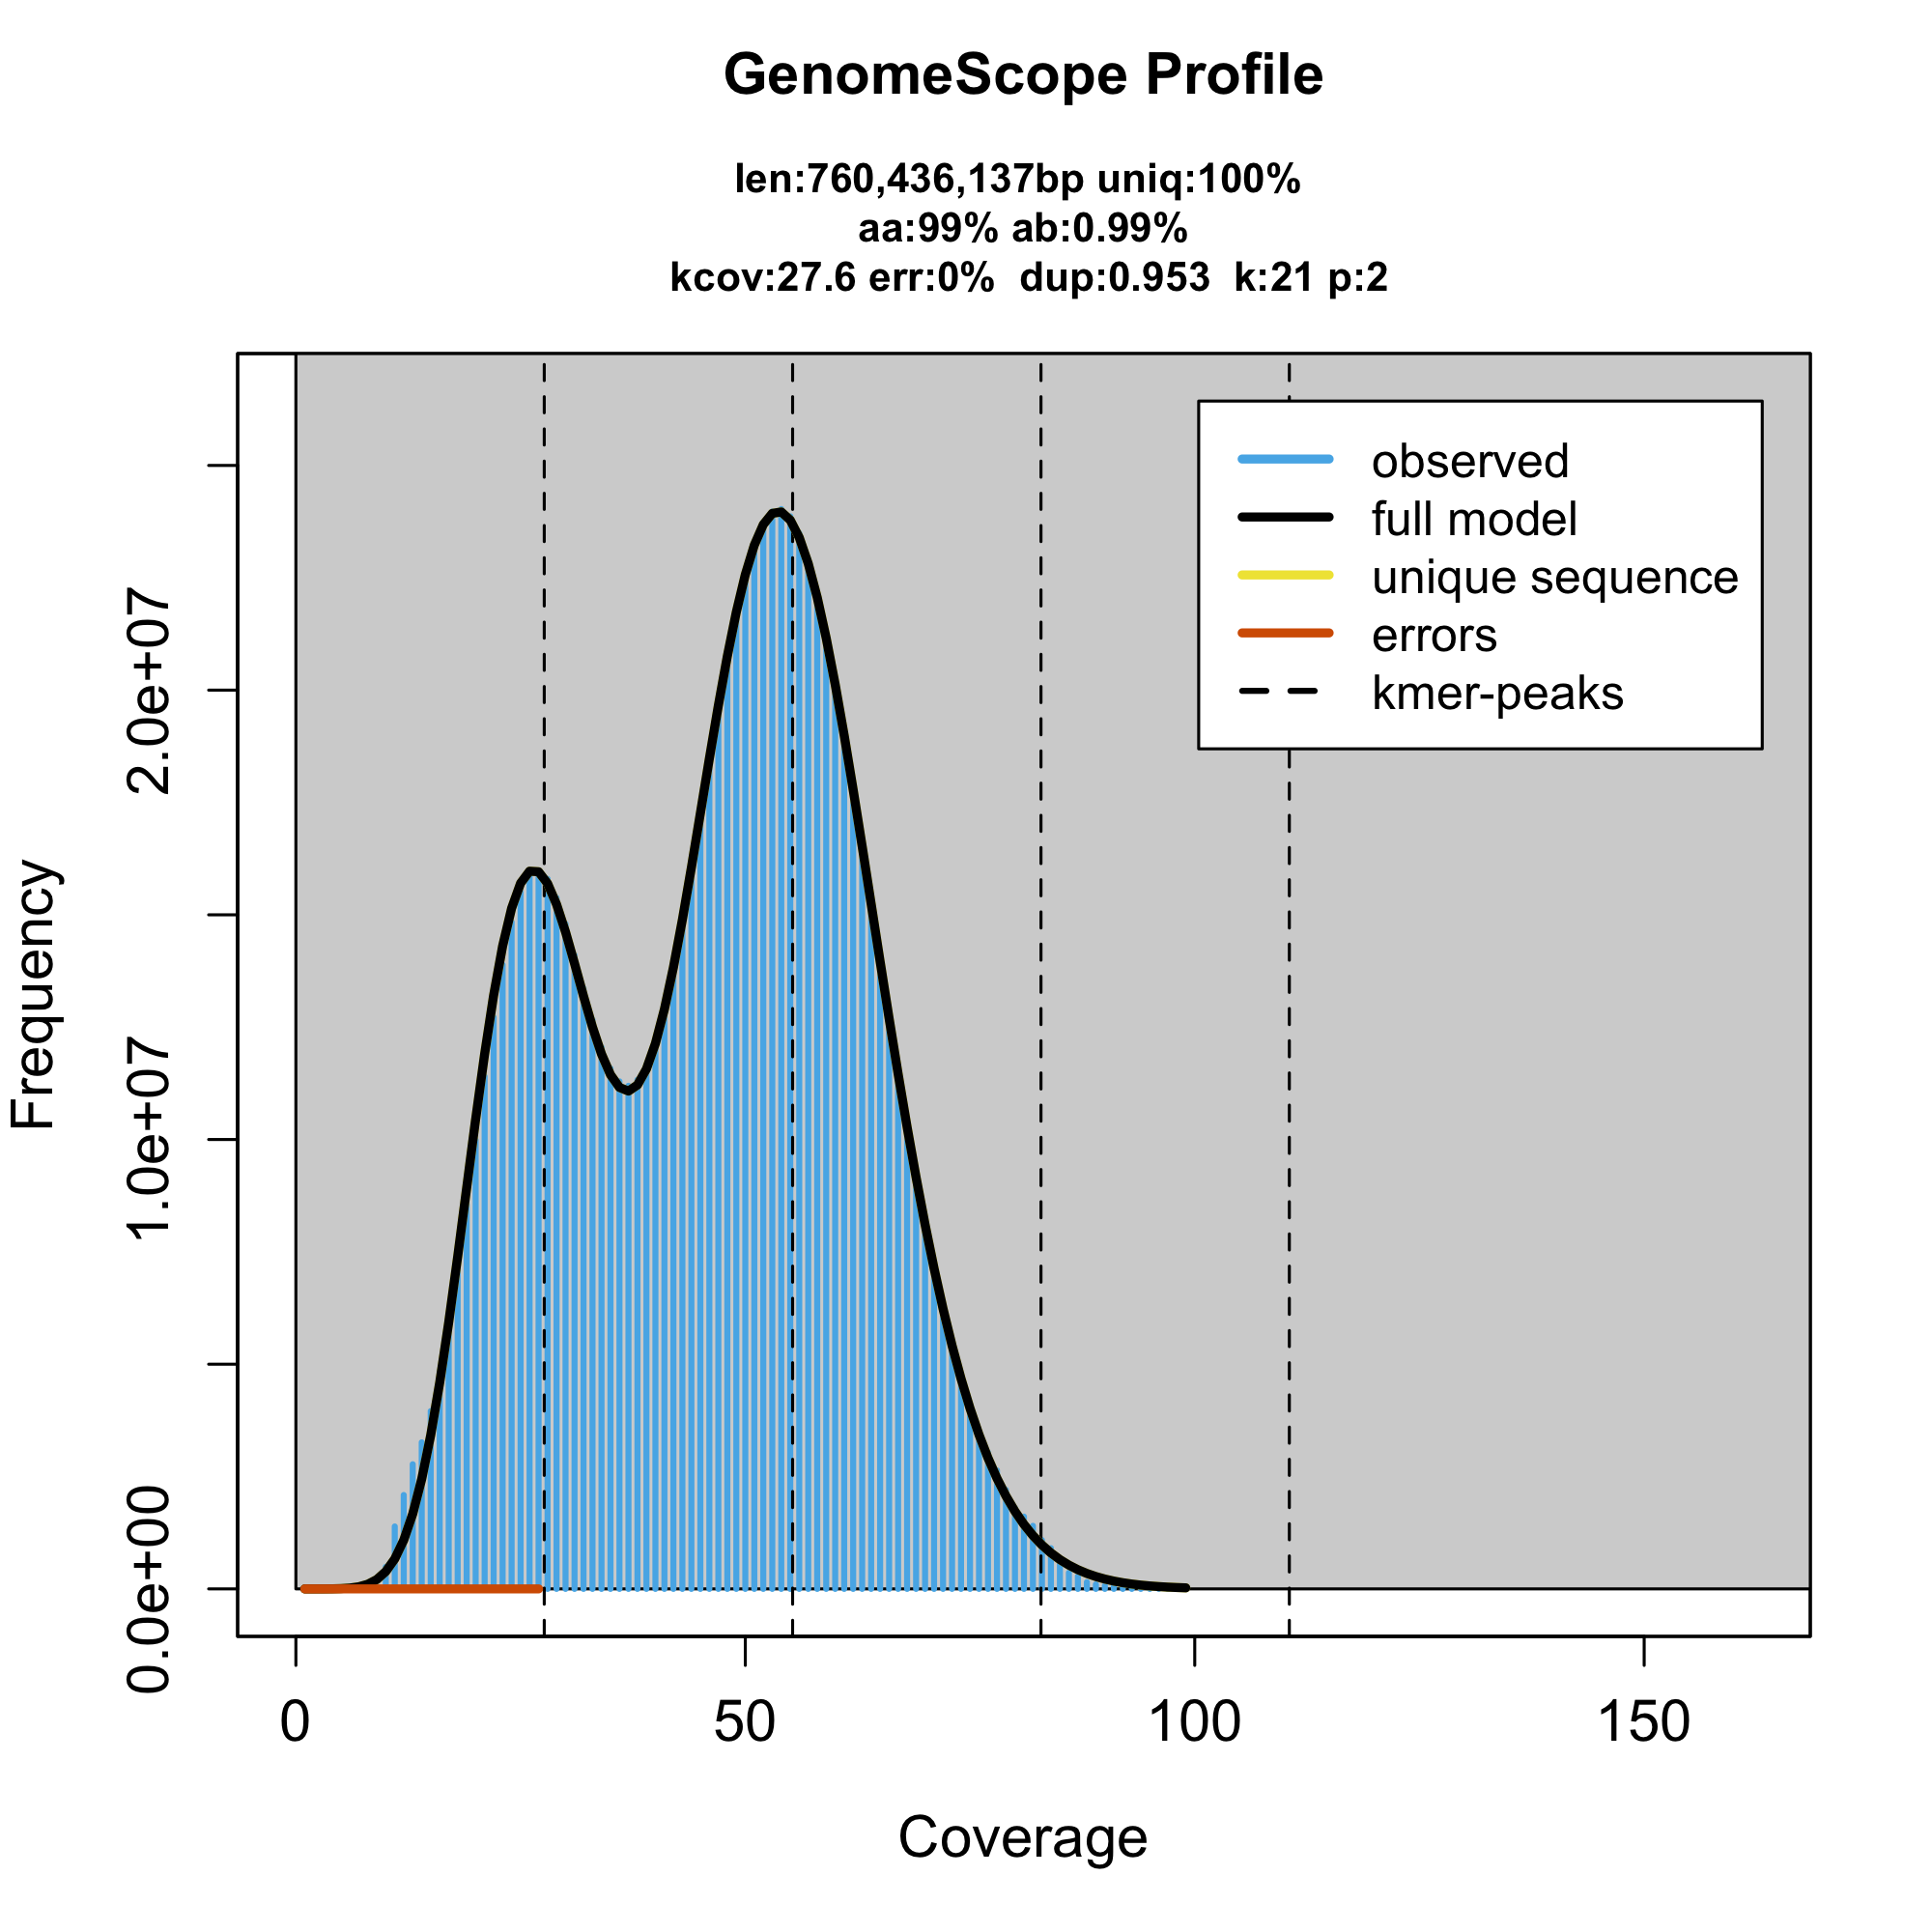 GenomeScope Profile
len:760,436,137bp uniq:100%
aa:99% ab:0.99%
kcov:27.6 err:0%  dup:0.953  k:21 p:2
observed
full model
unique sequence
errors
kmer-peaks
Frequency
2.0e+07
1.0e+07
0.0e+00
0 50 100 150
Coverage